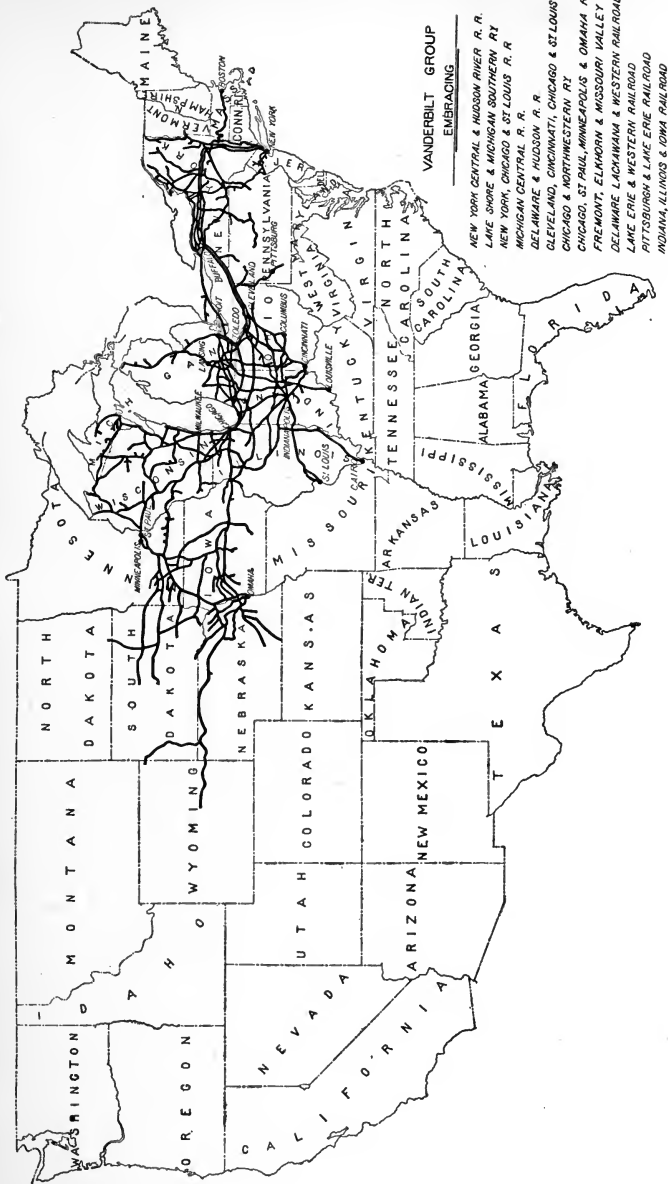 VANDERBILT GROUP
EMBRACING
NEW YORK CENTRAL & HUDSON RIVER R. R.
LAKE SHORE & MICHIGAN SOUTHERN RY
NEW YORK, CHICAGO & ST LOUIS R. R
MICHIGAN CENTRAL R. R.
DELAWARE & HUDSON R. R.
CLEVELAND, CINCINNATI, CHICAGO & ST LOUIS
CHICAGO & NORTHWESTERN RY
CHICAGO, ST PAUL, MINNEAPOLIS & OMAHA R
FREMONT, ELKHORN & MISSOURI VALLEY
DELAWARE LACKAWANA & WESTERN RAILROAD
LAKE ERIE & WESTERN RAILROAD
PITTSBURGH & LAKE ERIE RAILROAD
INDIANA, ILLINOIS & IOWA RAILROAD
WASHINGTON
OREGON
CALIFORNIA
NEVADA
IDAHO
MONTANA
WYOMING
UTAH
COLORADO
ARIZONA
NEW MEXICO
NORTH
DAKOTA
SOUTH
DAKOTA
NEBRASKA
KANSAS
OKLAHOMA
INDIAN TER
TEXAS
MINNESOTA
MINNEAPOLIS
ST PAUL
IOWA
OMAHA
MISSOUR
ST LOUIS
ARKANSAS
LOUISIANA
WISCONSIN
MILWAUKEE
CAIRO
INDIANAPOLIS
LANSING
TOLEDO
CLEVELAND
COLUMBUS
CINCINNATI
LOUISVILLE
KENTUCKY
TENNESSEE
MISSISSIPPI
ALABAMA
GEORGIA
FLORIDA
SOUTH
CAROLINA
NORTH
CAROLINA
VIRGIN
WEST
VIRGINIA
MARY
PENNSYLVANIA
PITTSBURG
BUFFALO
NEW YORK
CONN.
BOSTON
VERMONT
N
HAMPSHIRE
MAINE